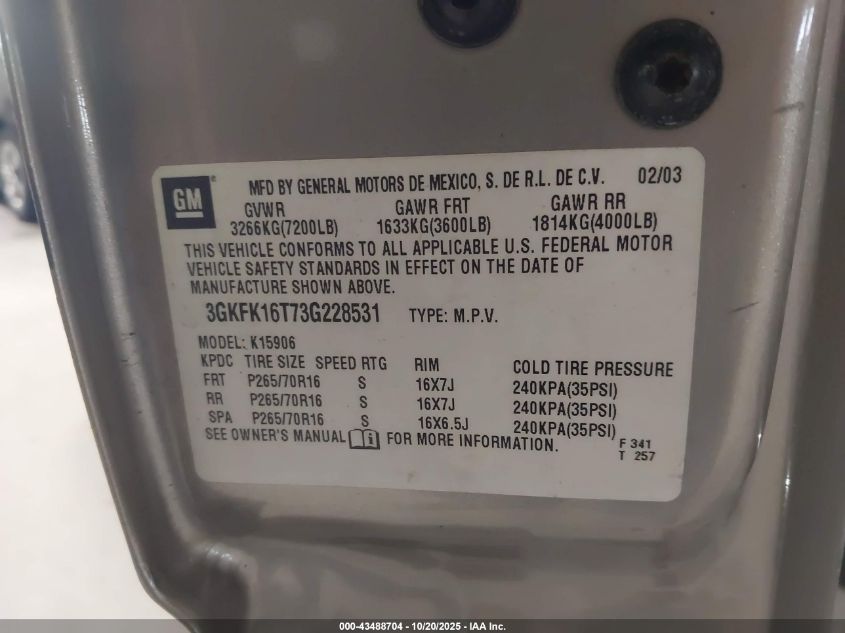 GM® MFD BY GENERAL MOTORS DE MEXICO, S. DE R.L. DE C.V. 02/03
GVWR GAWR FRT GAWR RR
3266KG(7200LB) 1633KG(3600LB) 1814KG(4000LB)
THIS VEHICLE CONFORMS TO ALL APPLICABLE U.S. FEDERAL MOTOR
VEHICLE SAFETY STANDARDS IN EFFECT ON THE DATE OF
MANUFACTURE SHOWN ABOVE.
3GKFK16T73G228531 TYPE: M.P.V.
MODEL: K15906
KPDC TIRE SIZE SPEED RTG RIM COLD TIRE PRESSURE
FRT P265/70R16 S 16X7J 240KPA(35PSI)
RR P265/70R16 S 16X7J 240KPA(35PSI)
SPA P265/70R16 S 16X6.5J 240KPA(35PSI)
SEE OWNER'S MANUAL i FOR MORE INFORMATION. F 341
T 257
000-43488704 - 10/20/2025 - IAA Inc.